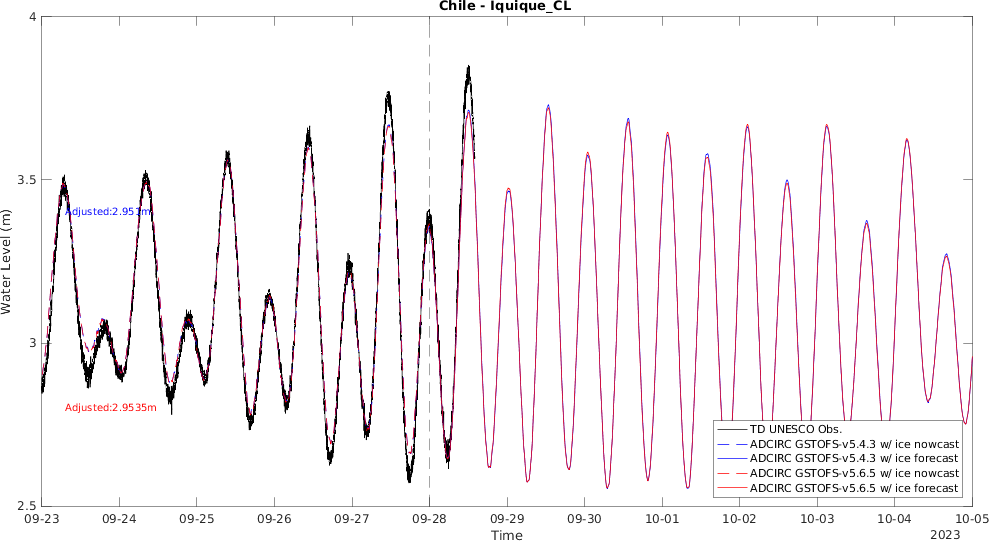 Chile - Iquique_CL
4
3.5
3
2.5
Water Level (m)
Adjusted:2.951m
Adjusted:2.9535m
TD UNESCO Obs.
ADCIRC GSTOFS-v5.4.3 w/ ice nowcast
ADCIRC GSTOFS-v5.4.3 w/ ice forecast
ADCIRC GSTOFS-v5.6.5 w/ ice nowcast
ADCIRC GSTOFS-v5.6.5 w/ ice forecast
09-23 09-24 09-25 09-26 09-27 09-28 09-29 09-30 10-01 10-02 10-03 10-04 10-05
Time
2023